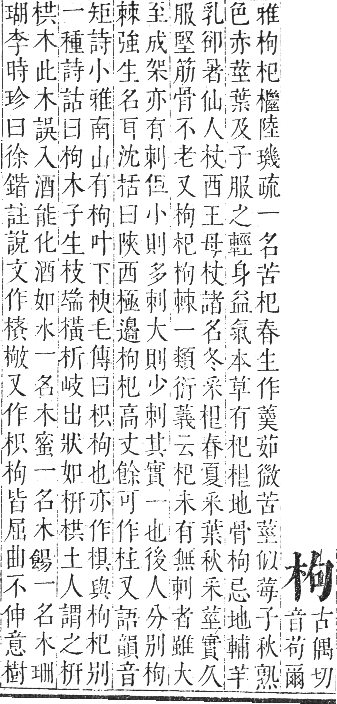 枸
古偶切
音苟爾
雅枸杞檵陸璣疏一名苦杞春生作羹茹微苦莖似莓子秋熟
色赤莖葉及子服之輕身益氣本草有杞根地骨枸忌地輔羊
乳卻暑仙人杖西王母杖諸名冬采根春夏采葉秋采莖實久
服堅筋骨不老又枸杞枸棘一類衍義云杞未有無刺者雖大
至成架亦有刺但小則多刺大則少刺其實一也後人分別枸
棘強生名耳沈括曰陝西極邊枸杞高丈餘可作柱又語韻音
矩詩小雅南山有枸叶下楰毛傳曰枳枸也亦作椇與枸杞别
一種詩詁曰枸木子生枝端橫折岐出狀如枅栱土人謂之枅
栱木此木誤入酒能化酒如水一名木蜜一名木餳一名木珊
瑚李時珍曰徐鍇註說文作又作枳枸皆屈曲不伸意樹